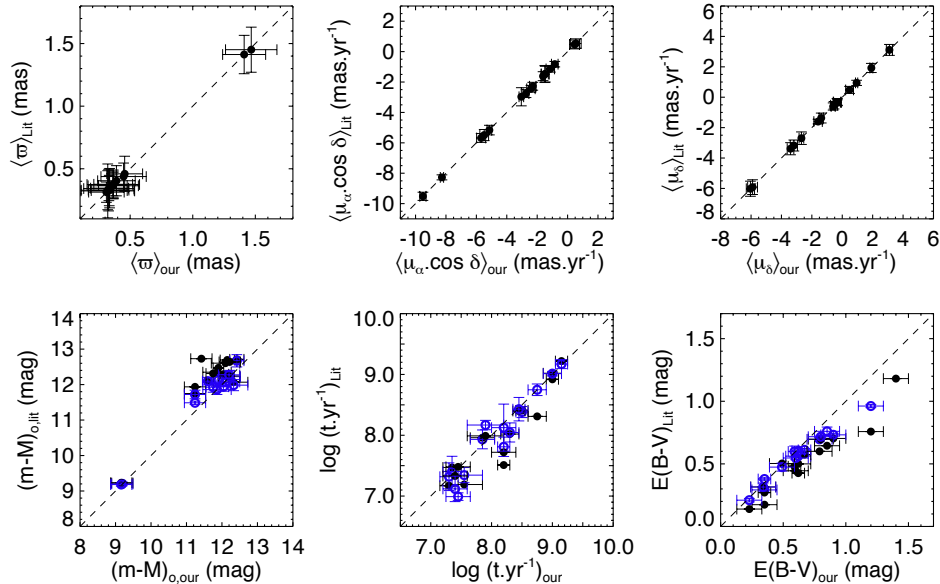 1.5
1.0
0.5
0.5 1.0 1.5
⟨ϖ⟩Lit (mas)
⟨ϖ⟩our (mas)
2
0
-2
-4
-6
-8
-10
-10 -8 -6 -4 -2 0 2
⟨μα.cos δ⟩Lit (mas.yr⁻¹)
⟨μα.cos δ⟩our (mas.yr⁻¹)
6
4
2
0
-2
-4
-6
-8
-8 -6 -4 -2 0 2 4 6
⟨μδ⟩Lit (mas.yr⁻¹)
⟨μδ⟩our (mas.yr⁻¹)
14
13
12
11
10
9
8
8 9 10 11 12 13 14
(m-M)o,lit (mag)
(m-M)o,our (mag)
10.0
9.0
8.0
7.0
7.0 8.0 9.0 10.0
log (t.yr⁻¹)Lit
log (t.yr⁻¹)our
1.5
1.0
0.5
0.0
0.0 0.5 1.0 1.5
E(B-V)Lit (mag)
E(B-V)our (mag)